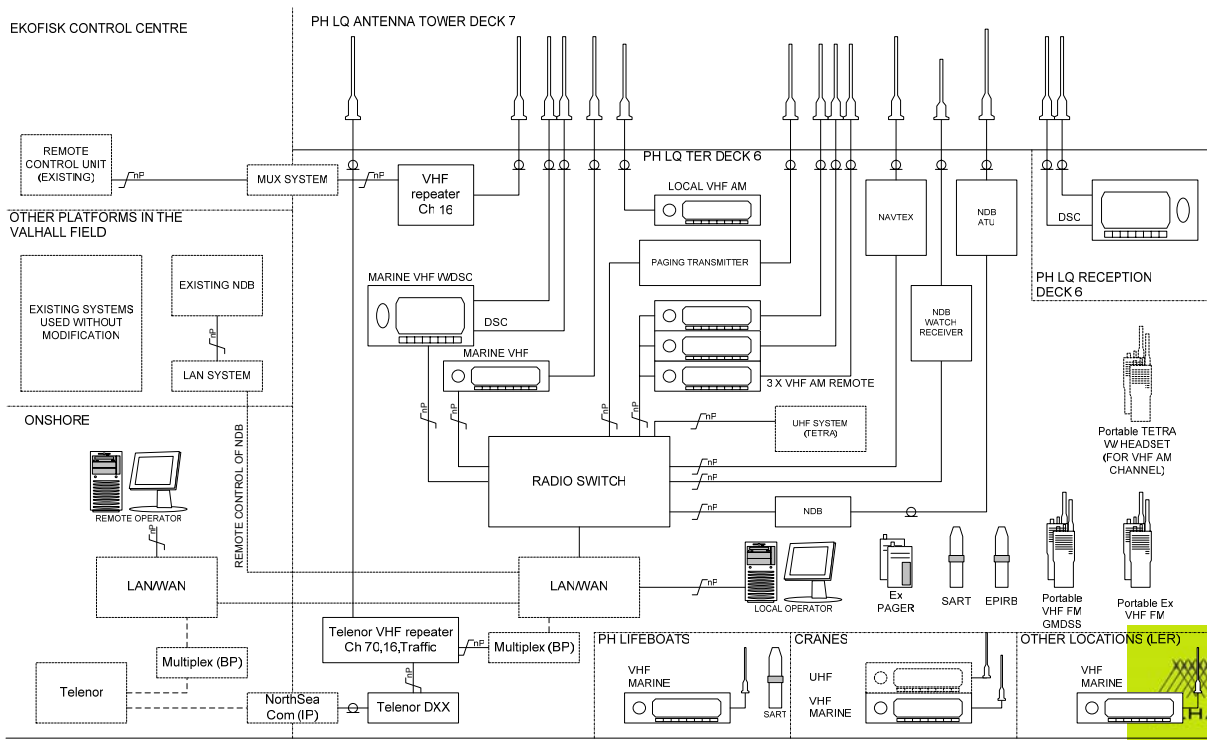 EKOFISK CONTROL CENTRE
PH LQ ANTENNA TOWER DECK 7
REMOTE
CONTROL UNIT
(EXISTING)
nP
MUX SYSTEM
nP
VHF
repeater
Ch 16
PH LQ TER DECK 6
LOCAL VHF AM
NAVTEX
NDB
ATU
DSC
PH LQ RECEPTION
DECK 6
OTHER PLATFORMS IN THE
VALHALL FIELD
EXISTING SYSTEMS
USED WITHOUT
MODIFICATION
EXISTING NDB
nP
LAN SYSTEM
PAGING TRANSMITTER
MARINE VHF W/DSC
DSC
MARINE VHF
3 X VHF AM REMOTE
NDB
WATCH
RECEIVER
nP
nP
nP
nP
nP
UHF SYSTEM
(TETRA)
Portable TETRA
W/ HEADSET
(FOR VHF AM
CHANNEL)
ONSHORE
REMOTE OPERATOR
nP
REMOTE CONTROL OF NDB
RADIO SWITCH
nP
nP
nP
NDB
LAN/WAN
LAN/WAN
nP
LOCAL OPERATOR
Ex
PAGER
SART
EPIRB
Portable
VHF FM
GMDSS
Portable Ex
VHF FM
Telenor VHF repeater
Ch 70,16,Traffic
nP
Multiplex (BP)
Multiplex (BP)
Telenor
NorthSea
Com (IP)
nP
Telenor DXX
PH LIFEBOATS
VHF
MARINE
SART
CRANES
UHF
VHF
MARINE
OTHER LOCATIONS (LER)
VHF
MARINE